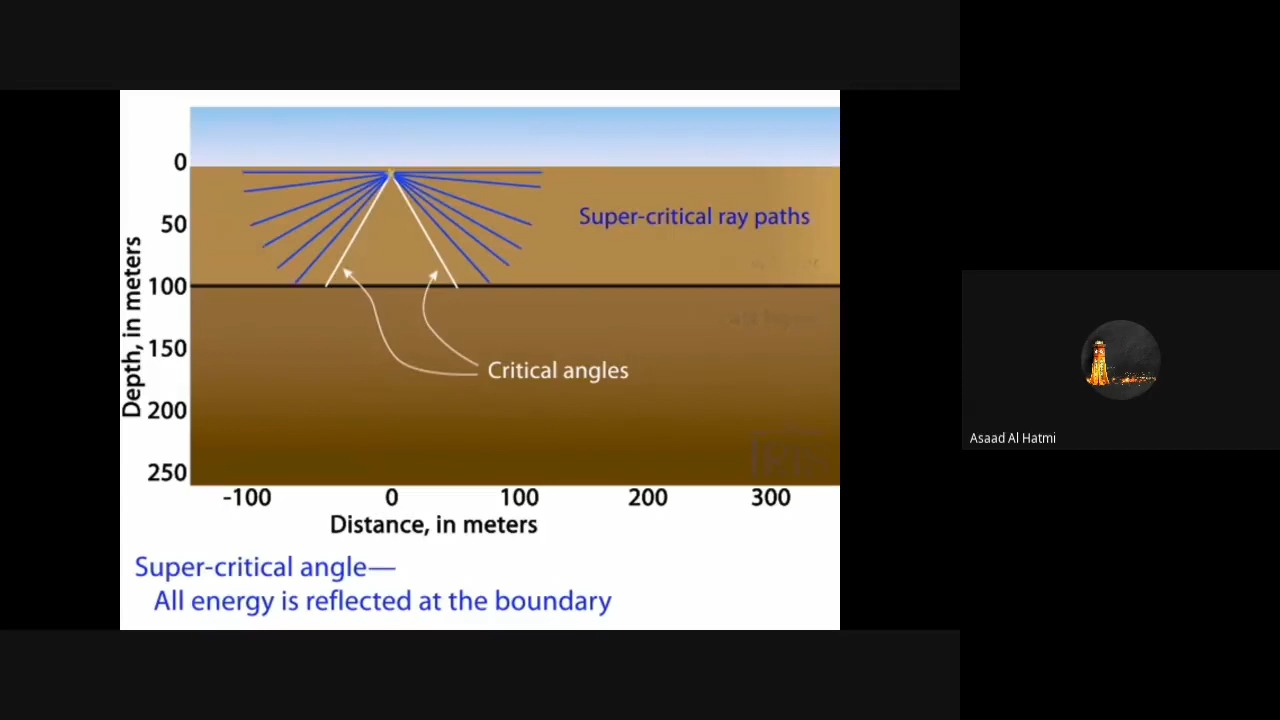 0
50
100
150
200
250
Depth, in meters
Super-critical ray paths
Critical angles
-100 0 100 200 300
Distance, in meters
Super-critical angle—
All energy is reflected at the boundary
Asaad Al Hatmi